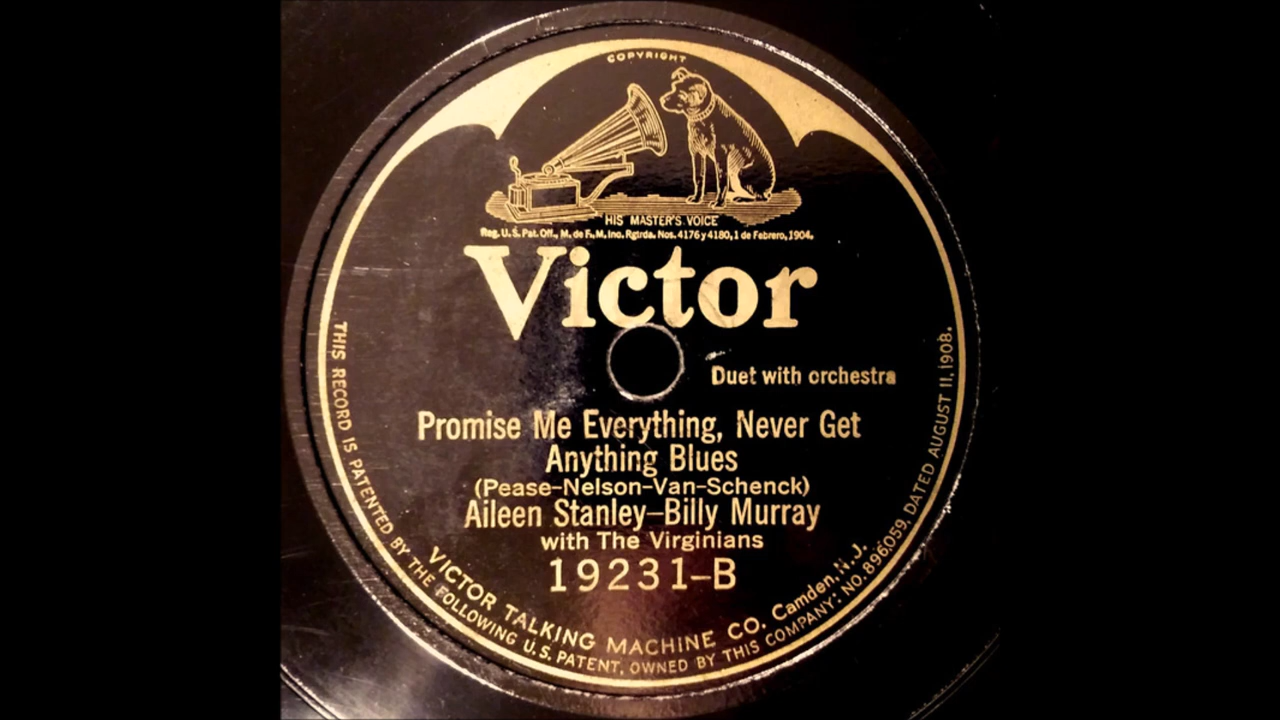 COPYRIGHT
HIS MASTER'S VOICE
Reg. U.S. Pat. Off., M. de F., M. Ino. Rgtrda. Nos. 4176 y 4180, 1 de Febrero, 1904.
Victor
Duet with orchestra
Promise Me Everything, Never Get
Anything Blues
(Pease-Nelson-Van-Schenck)
Aileen Stanley-Billy Murray
with The Virginians
19231-B
VICTOR TALKING MACHINE CO. Camden, N.J.
THIS RECORD IS PATENTED BY THE FOLLOWING U.S. PATENT, OWNED BY THIS COMPANY: NO. 896,059, DATED AUGUST 11, 1908.